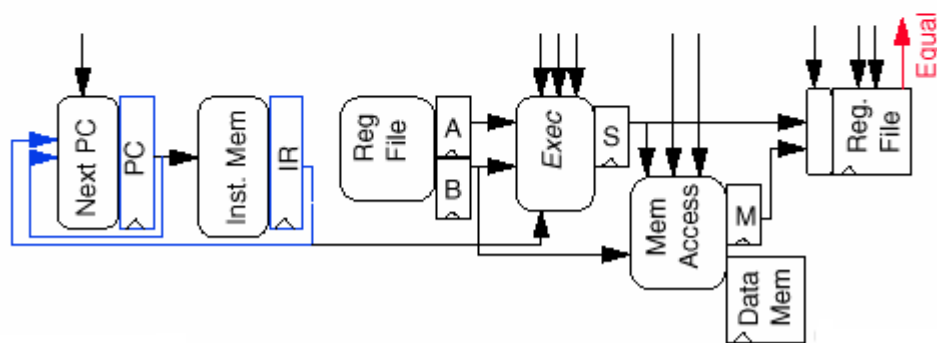 Next PC
PC
Inst. Mem
IR
Reg
File
A
B
Exec
S
Mem
Access
M
Data
Mem
Reg.
File
Equal